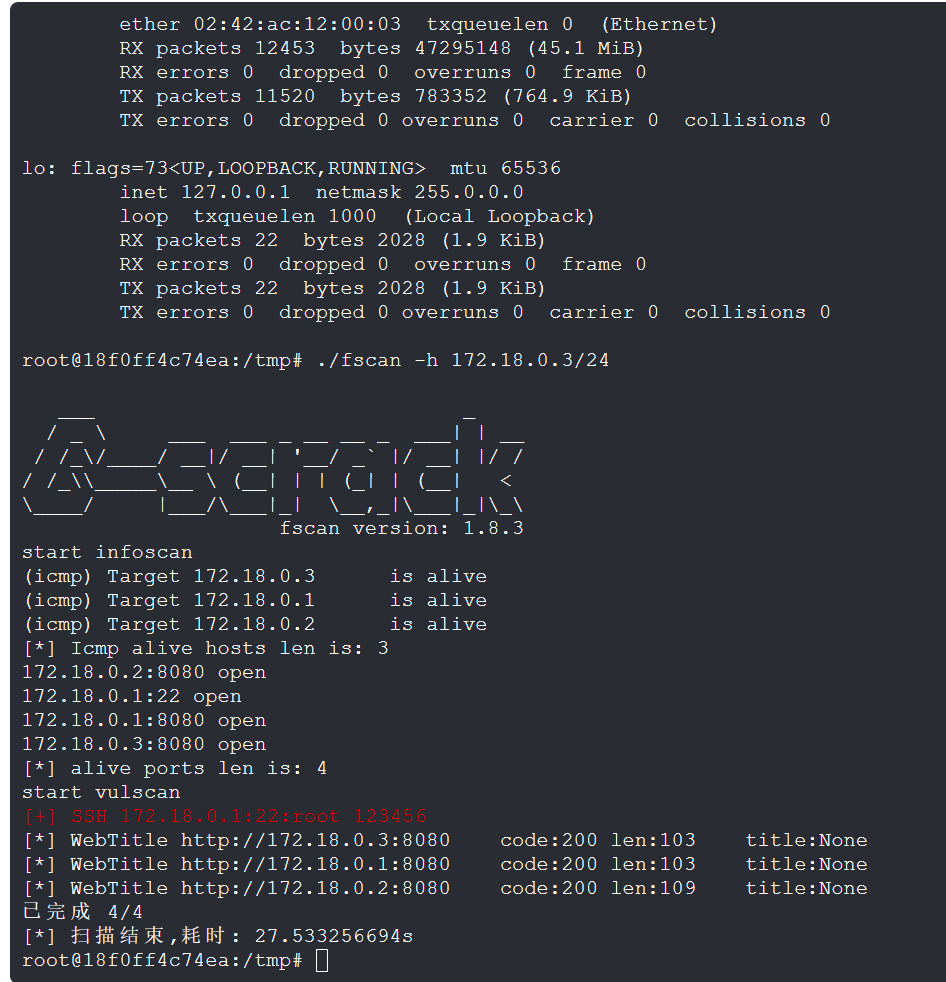 ether 02:42:ac:12:00:03  txqueuelen 0  (Ethernet)
RX packets 12453  bytes 47295148 (45.1 MiB)
RX errors 0  dropped 0  overruns 0  frame 0
TX packets 11520  bytes 783352 (764.9 KiB)
TX errors 0  dropped 0 overruns 0  carrier 0  collisions 0
lo: flags=73<UP,LOOPBACK,RUNNING>  mtu 65536
inet 127.0.0.1  netmask 255.0.0.0
loop  txqueuelen 1000  (Local Loopback)
RX packets 22  bytes 2028 (1.9 KiB)
RX errors 0  dropped 0  overruns 0  frame 0
TX packets 22  bytes 2028 (1.9 KiB)
TX errors 0  dropped 0 overruns 0  carrier 0  collisions 0
root@18f0ff4c74ea:/tmp# ./fscan -h 172.18.0.3/24
   ___                              _
  / _ \     ___  ___ _ __ __ _  ___| | __
 / /_\/____/ __|/ __| '__/ _` |/ __| |/ /
/ /_\\_____\__ \ (__| | | (_| | (__|   <
\____/     |___/\___|_|  \__,_|\___|_|\_\
fscan version: 1.8.3
start infoscan
(icmp) Target 172.18.0.3      is alive
(icmp) Target 172.18.0.1      is alive
(icmp) Target 172.18.0.2      is alive
[*] Icmp alive hosts len is: 3
172.18.0.2:8080 open
172.18.0.1:22 open
172.18.0.1:8080 open
172.18.0.3:8080 open
[*] alive ports len is: 4
start vulscan
[+] SSH 172.18.0.1:22:root 123456
[*] WebTitle http://172.18.0.3:8080    code:200 len:103    title:None
[*] WebTitle http://172.18.0.1:8080    code:200 len:103    title:None
[*] WebTitle http://172.18.0.2:8080    code:200 len:109    title:None
已完成 4/4
[*] 扫描结束,耗时: 27.533256694s
root@18f0ff4c74ea:/tmp#